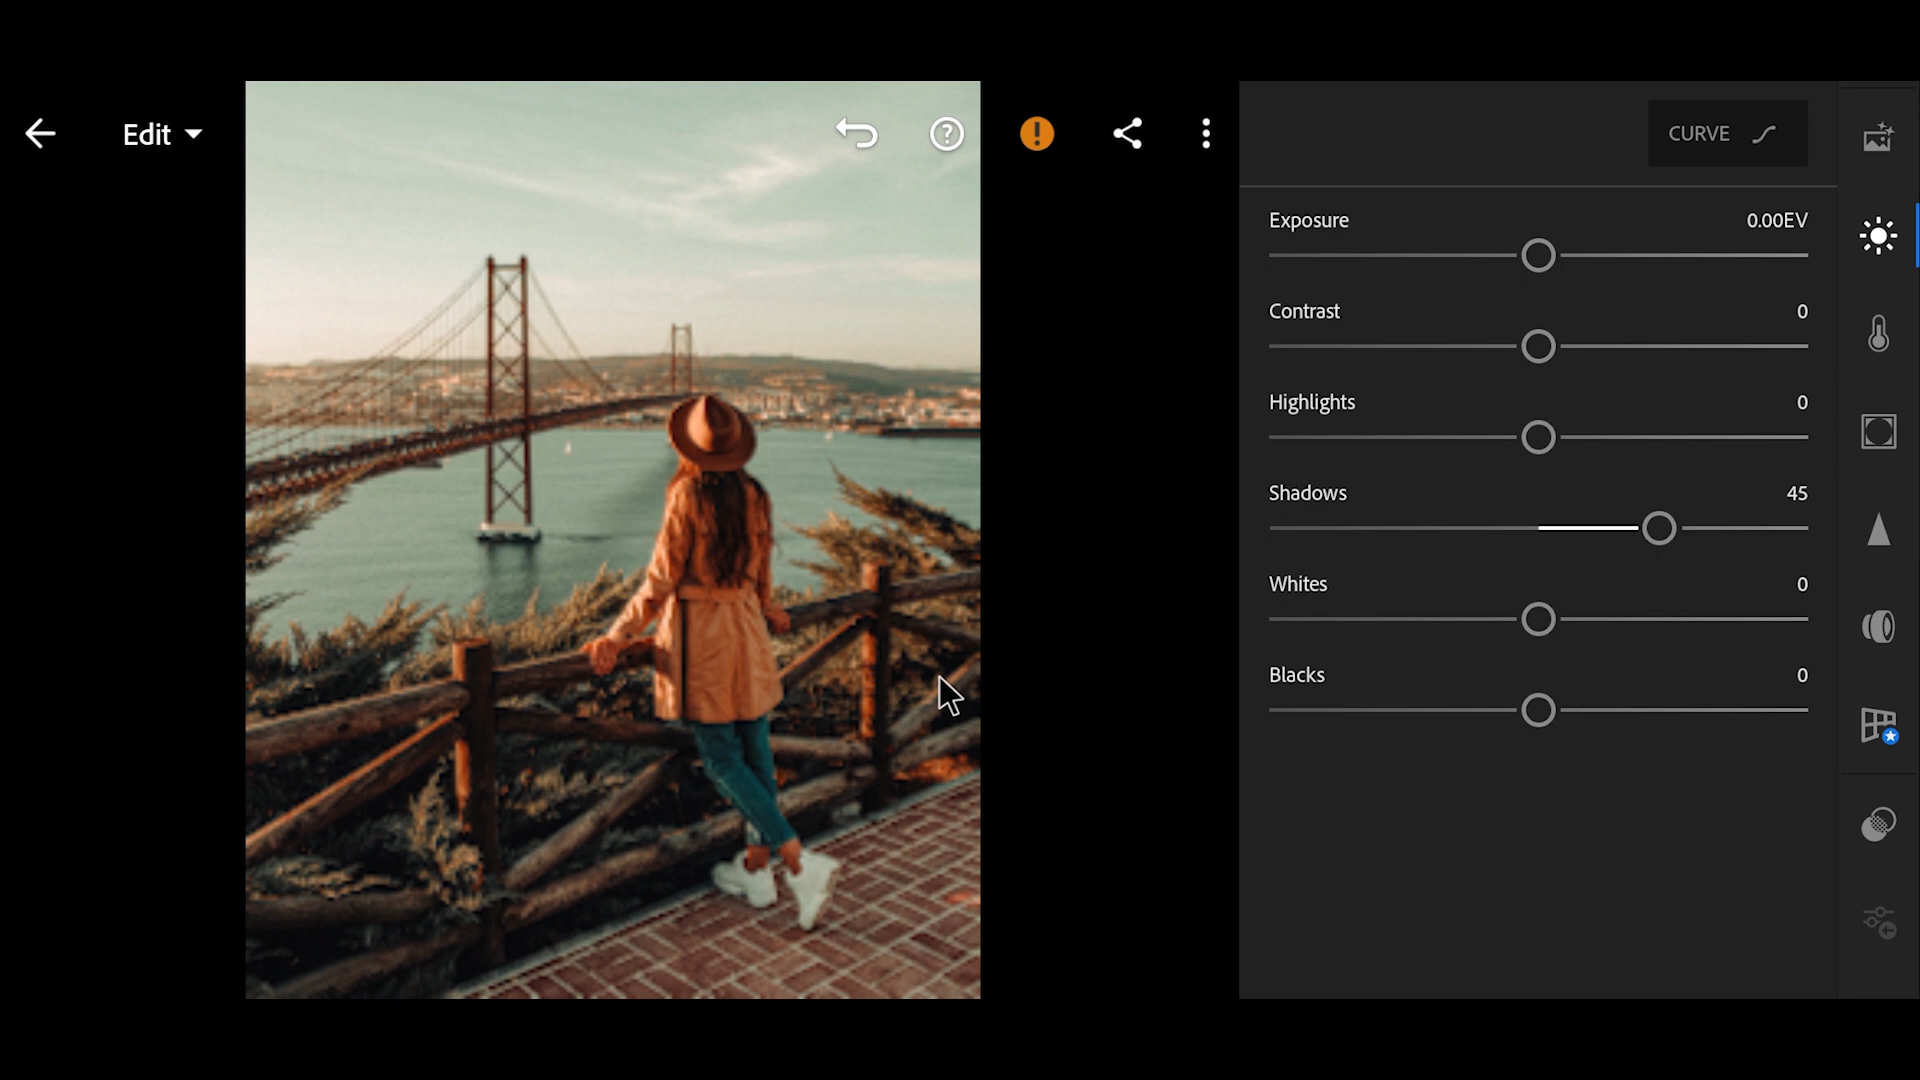 Edit
CURVE
Exposure 0.00EV
Contrast 0
Highlights 0
Shadows 45
Whites 0
Blacks 0